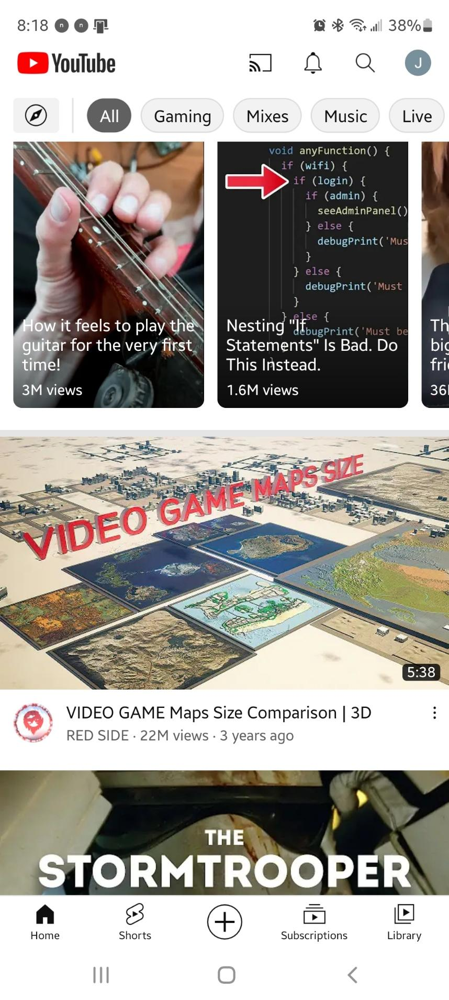 8:18
38%
YouTube
J
All
Gaming
Mixes
Music
Live
How it feels to play the
guitar for the very first
time!
3M views
void anyFunction() {
if (wifi) {
if (login) {
if (admin) {
seeAdminPanel()
} else {
debugPrint('Mus
}
} else {
debugPrint('Must
}
} else {
debugPrint('Must be
}
Nesting "If
Statements" Is Bad. Do
This Instead.
1.6M views
Th
big
frie
36
VIDEO GAME MAPS SIZE
5:38
VIDEO GAME Maps Size Comparison | 3D
RED SIDE · 22M views · 3 years ago
THE
STORMTROOPER
Home
Shorts
Subscriptions
Library